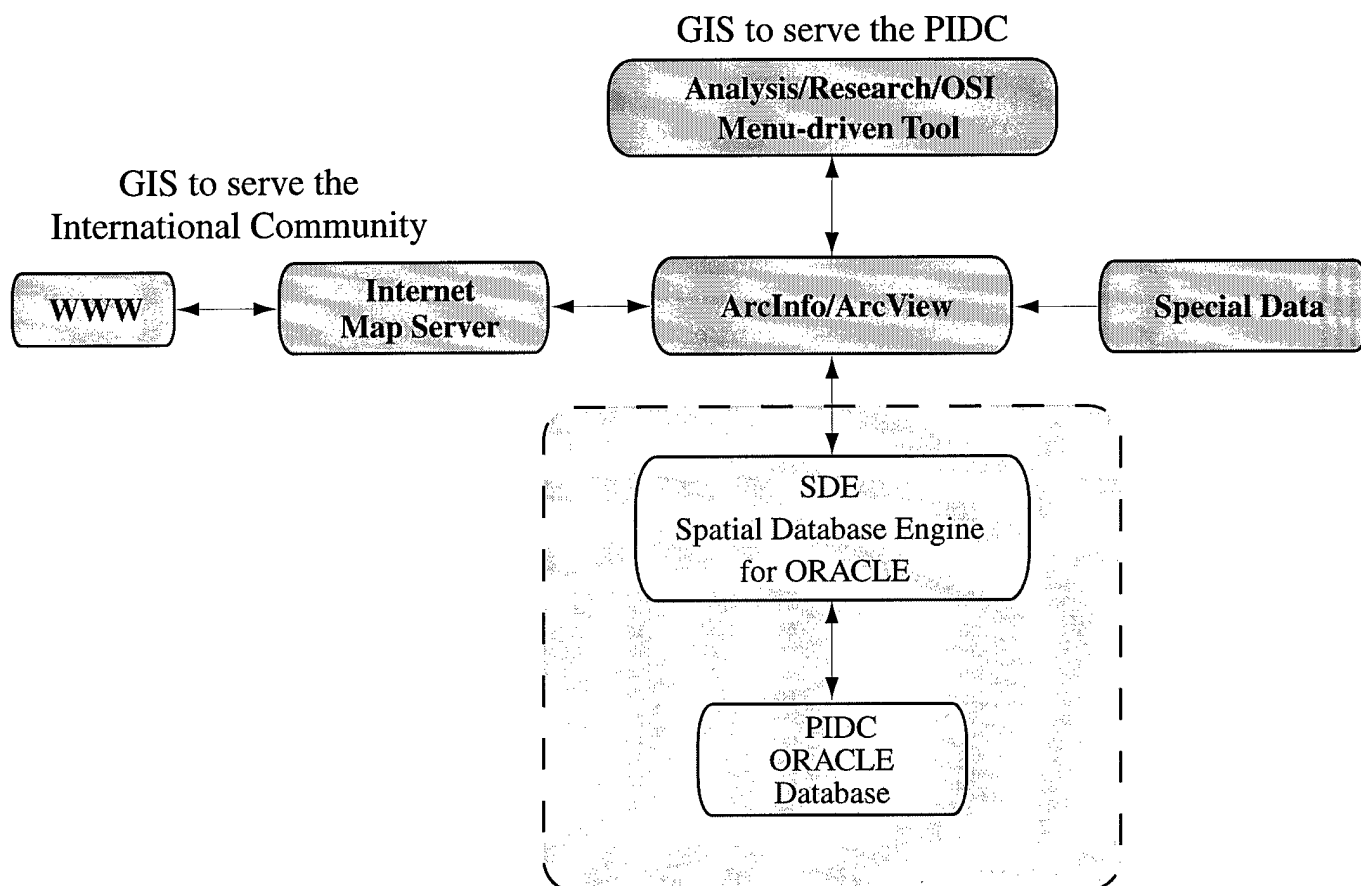 GIS to serve the PIDC
Analysis/Research/OSI
Menu-driven Tool
GIS to serve the
International Community
WWW
Internet
Map Server
ArcInfo/ArcView
Special Data
SDE
Spatial Database Engine
for ORACLE
PIDC
ORACLE
Database